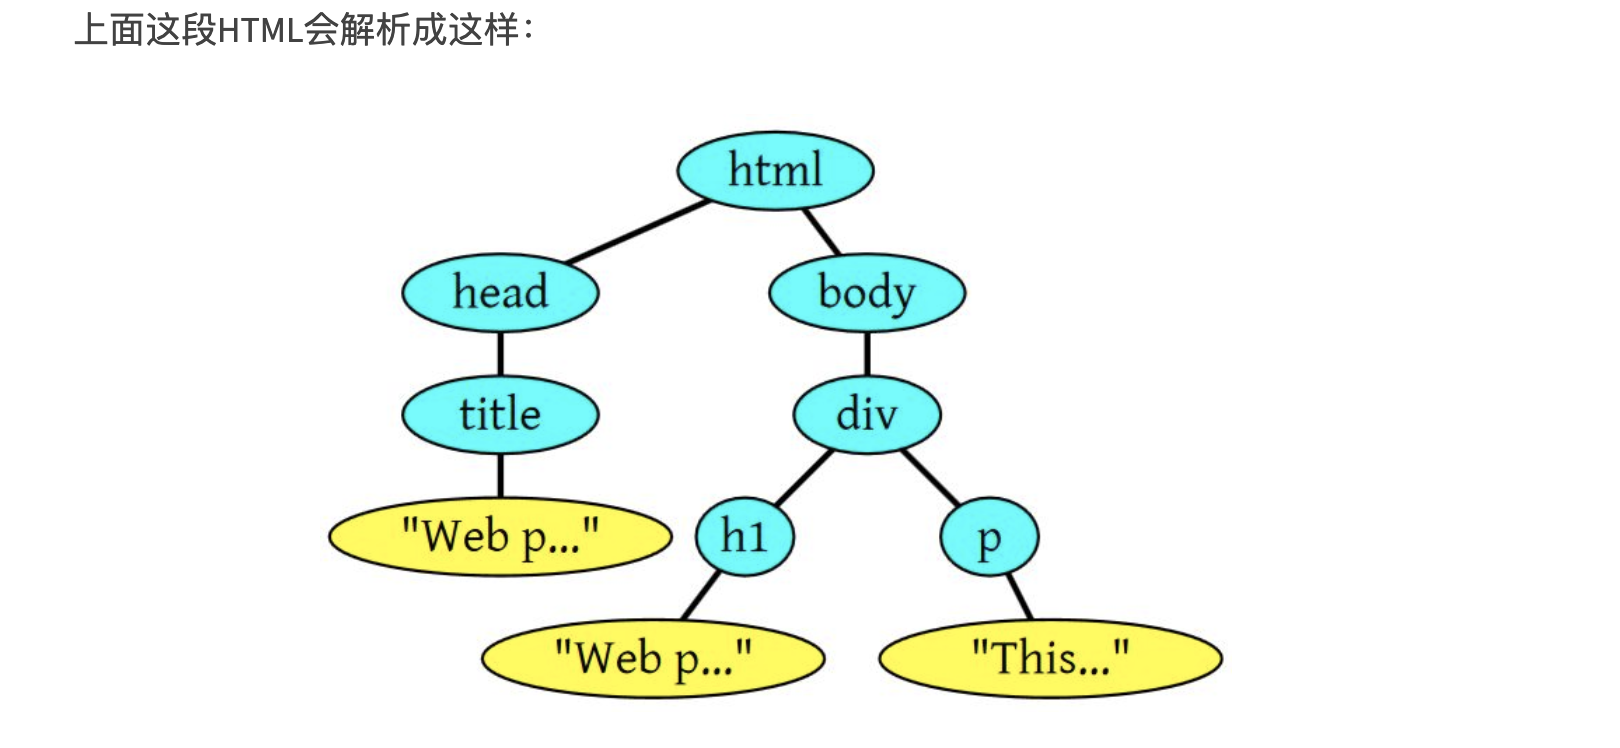 上面这段HTML会解析成这样：
html
head
body
title
div
"Web p..."
h1
p
"Web p..."
"This..."